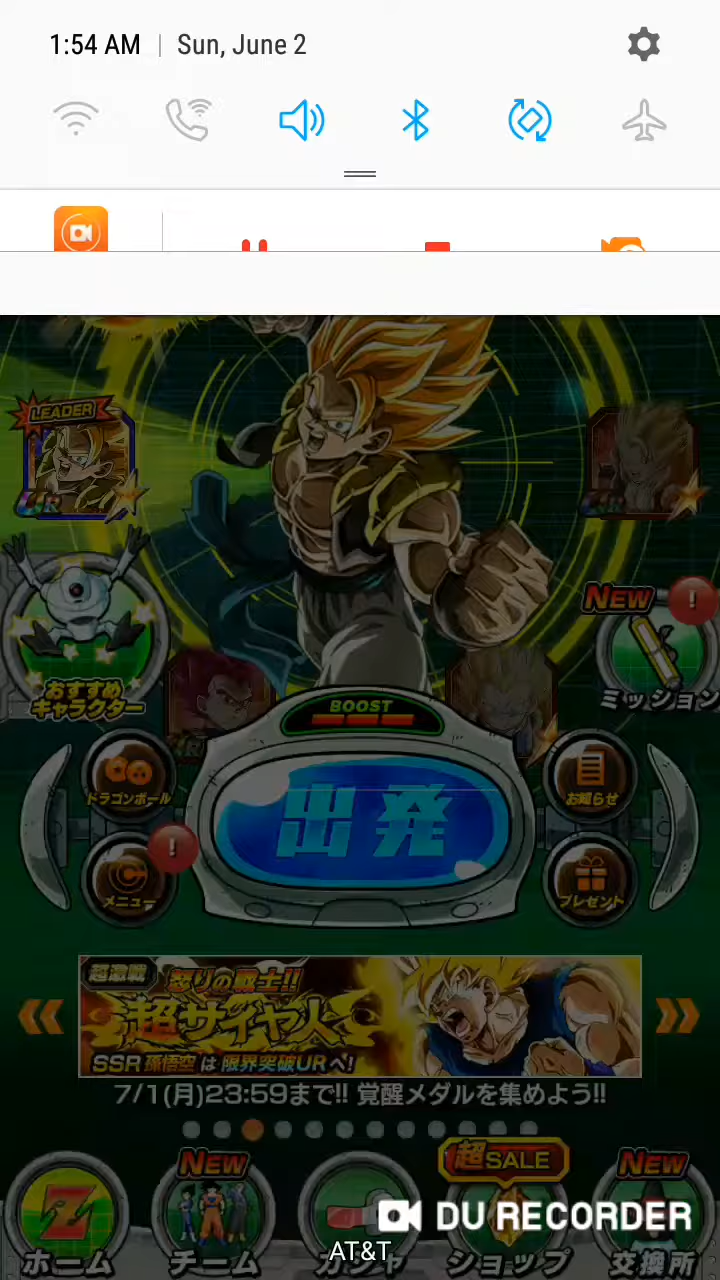 1:54 AM | Sun, June 2
LEADER
おすすめ
キャラクター
NEW !
ミッション
BOOST
出発
ドラゴンボール
お知らせ
!
メニュー
プレゼント
超激戦 怒りの戦士!!
超サイヤ人
SSR 孫悟空 は 限界突破UR へ!
7/1(月)23:59まで!! 覚醒メダルを集めよう!!
NEW
超SALE
NEW
Z
DU RECORDER
ホーム
チーム
ガシャ
ショップ
交換所
AT&T